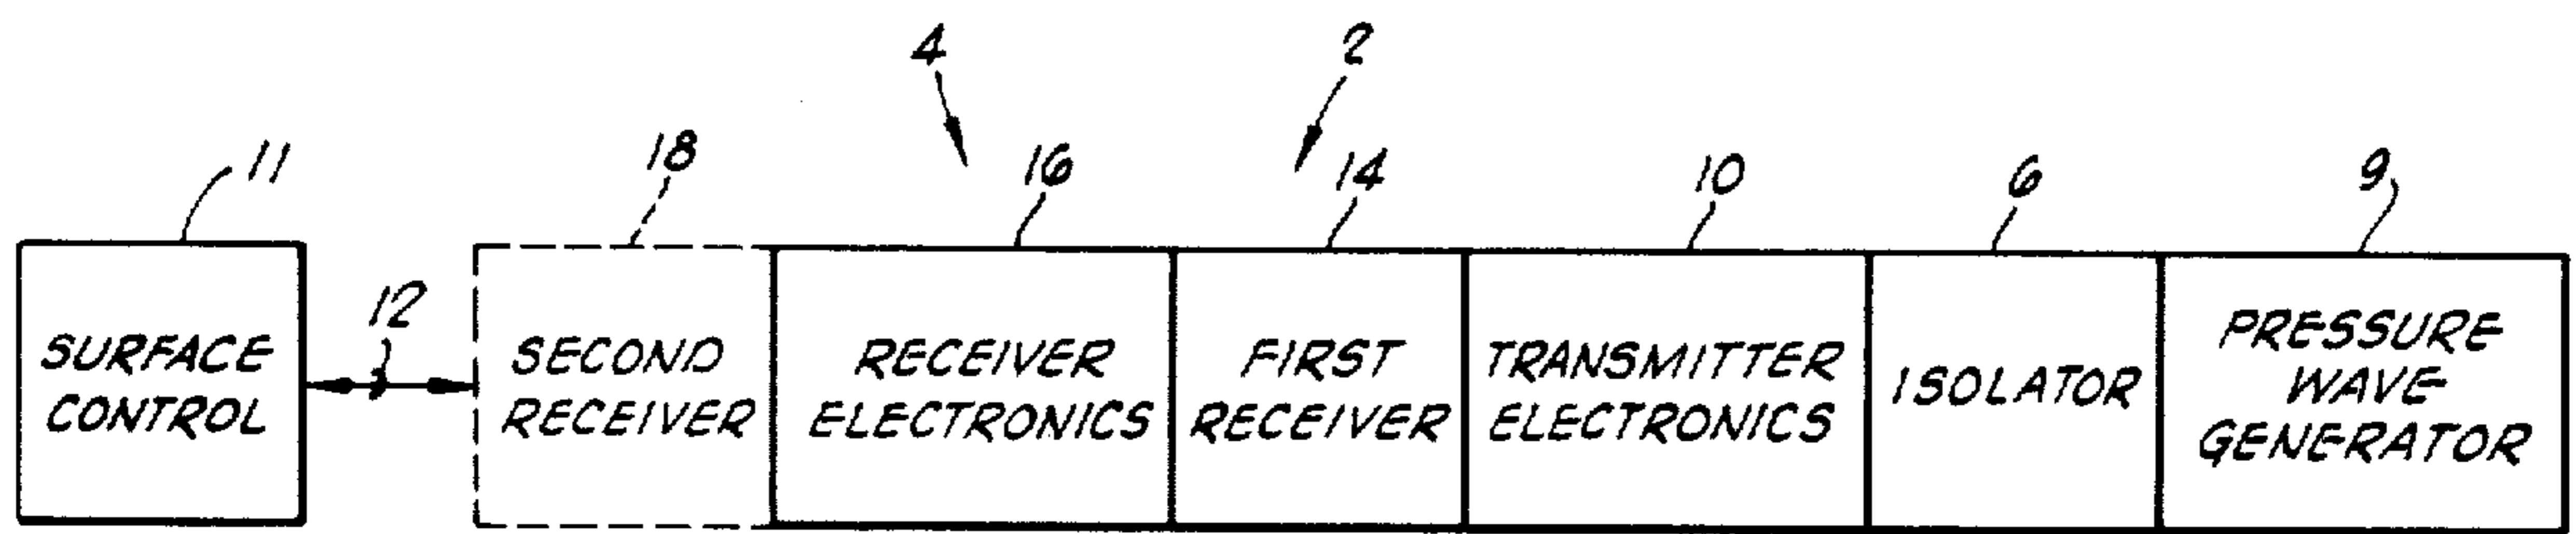 4
2
11
18
16
14
10
6
9
12
SURFACE
CONTROL
SECOND
RECEIVER
RECEIVER
ELECTRONICS
FIRST
RECEIVER
TRANSMITTER
ELECTRONICS
ISOLATOR
PRESSURE
WAVE
GENERATOR